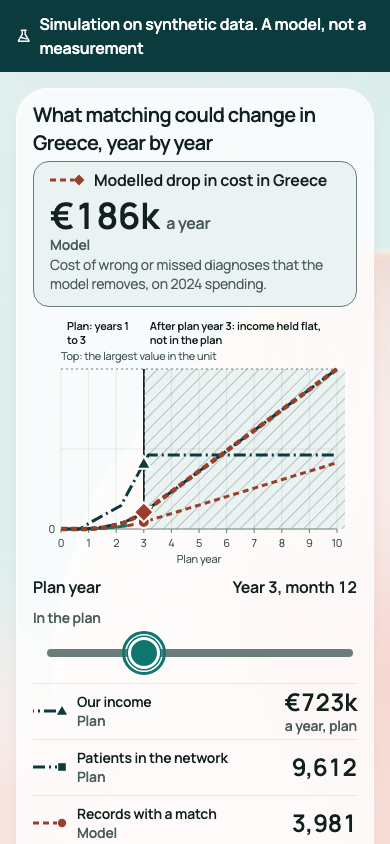 Simulation on synthetic data. A model, not a
measurement
What matching could change in
Greece, year by year
Modelled drop in cost in Greece
€186k a year
Model
Cost of wrong or missed diagnoses that the
model removes, on 2024 spending.
Plan: years 1
to 3
After plan year 3: income held flat,
not in the plan
Top: the largest value in the unit
0
0 1 2 3 4 5 6 7 8 9 10
Plan year
Plan year
Year 3, month 12
In the plan
Our income
Plan
€723k
a year, plan
Patients in the network
Plan
9,612
Records with a match
Model
3,981